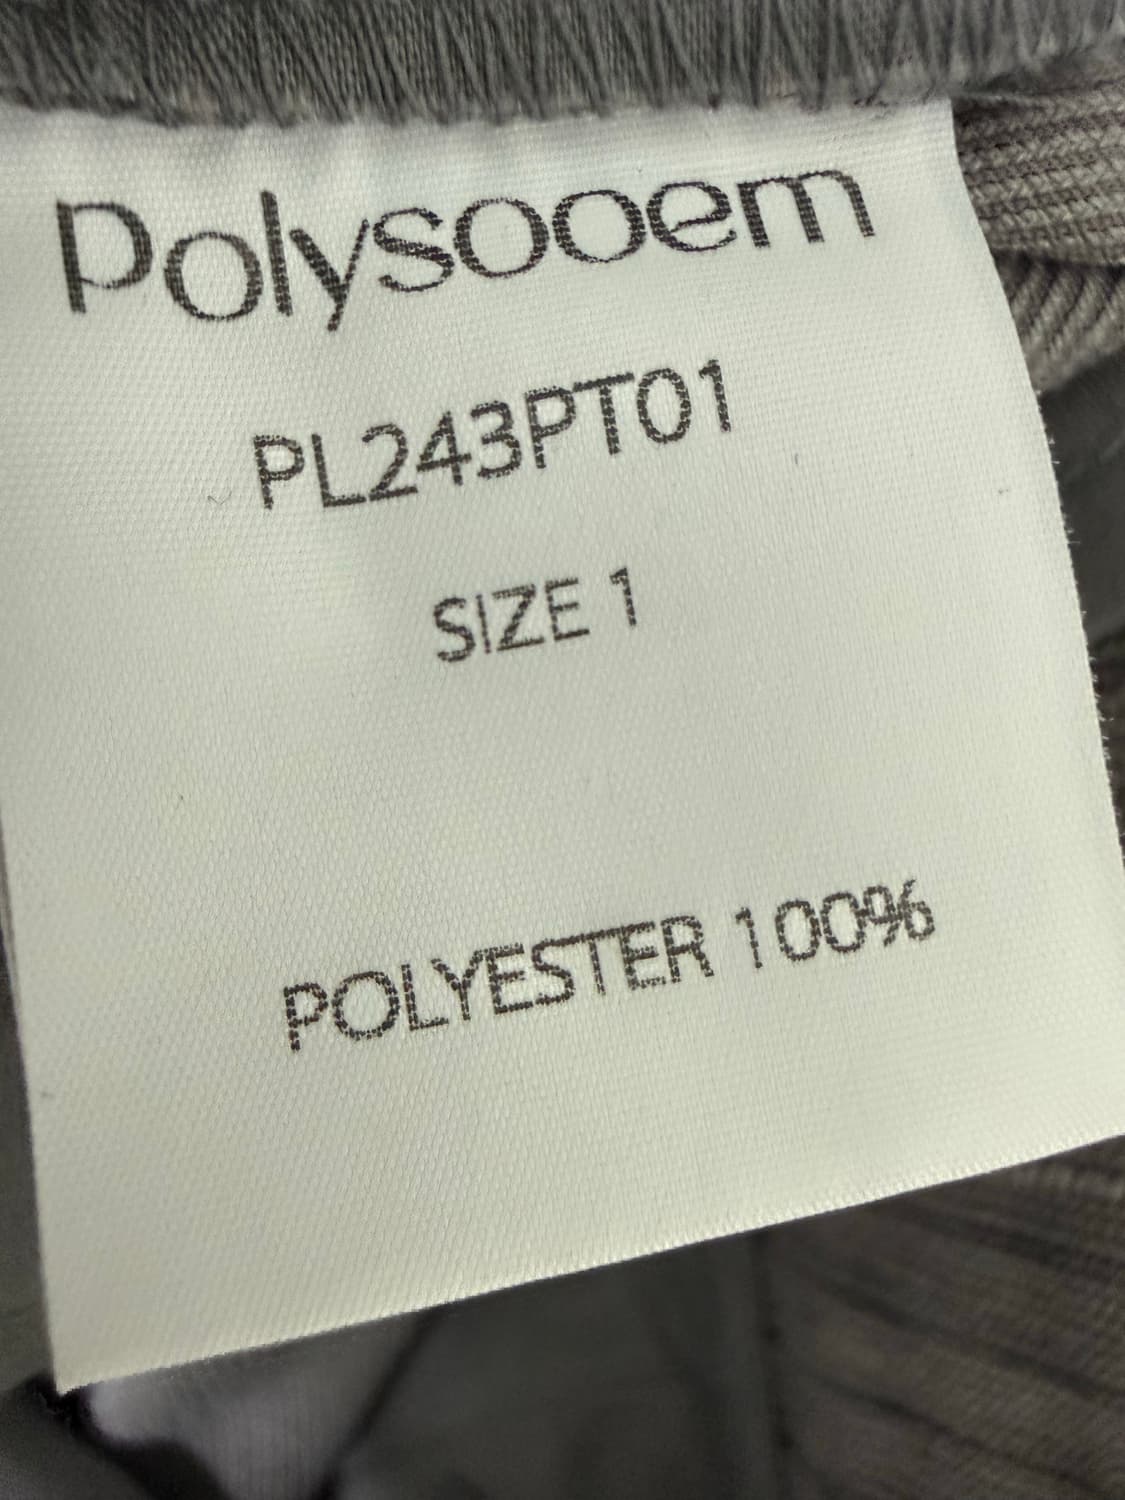 Polysooem
PL243PT01
SIZE 1
POLYESTER 100%